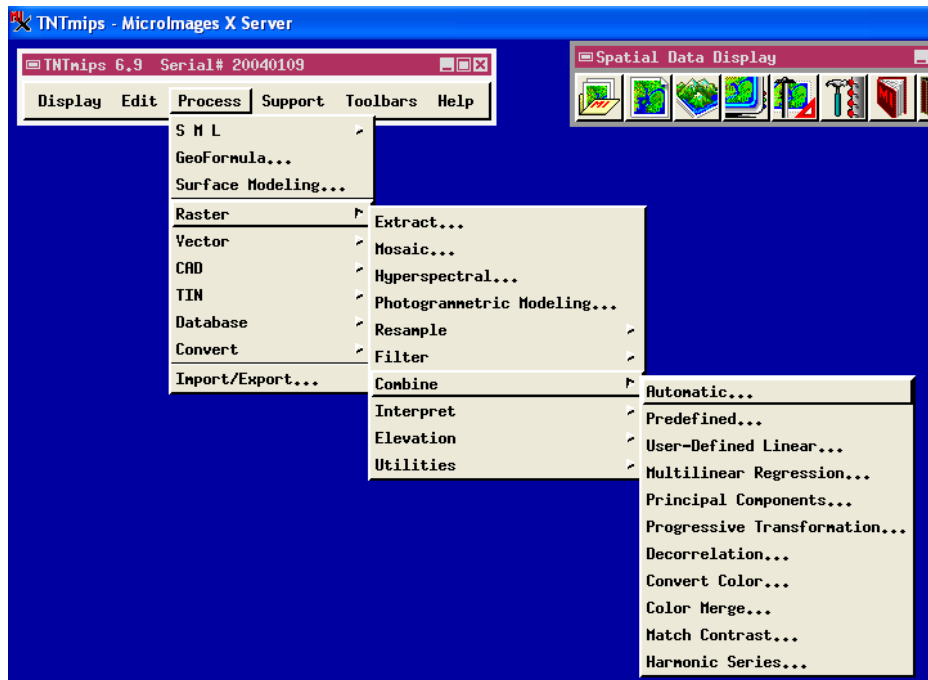 TNTmips - MicroImages X Server
TNTmips 6.9 Serial# 20040109
Spatial Data Display
Display Edit Process Support Toolbars Help
S M L
GeoFormula...
Surface Modeling...
Raster
Vector
CAD
TIN
Database
Convert
Import/Export...
Extract...
Mosaic...
Hyperspectral...
Photogrammetric Modeling...
Resample
Filter
Combine
Interpret
Elevation
Utilities
Automatic...
Predefined...
User-Defined Linear...
Multilinear Regression...
Principal Components...
Progressive Transformation...
Decorrelation...
Convert Color...
Color Merge...
Match Contrast...
Harmonic Series...